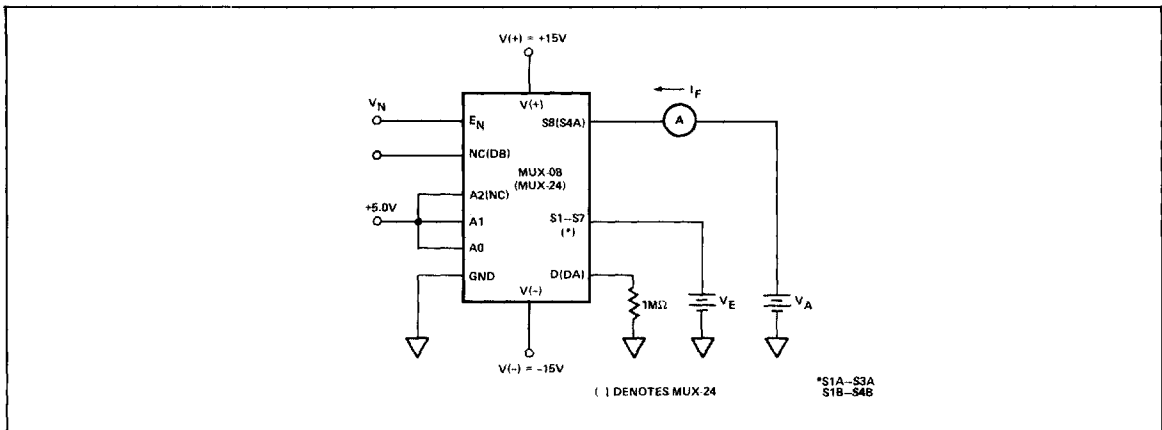 V(+) = +15V
I_F
V_N
V(+)
E_N
S8(S4A)
A
NC(DB)
MUX-08
(MUX-24)
A2(NC)
+5.0V
A1
S1–S7
(*)
A0
GND
D(DA)
V(–)
1MΩ
V_E
V_A
V(–) = –15V
( ) DENOTES MUX-24
*S1A–S3A
S1B–S4B